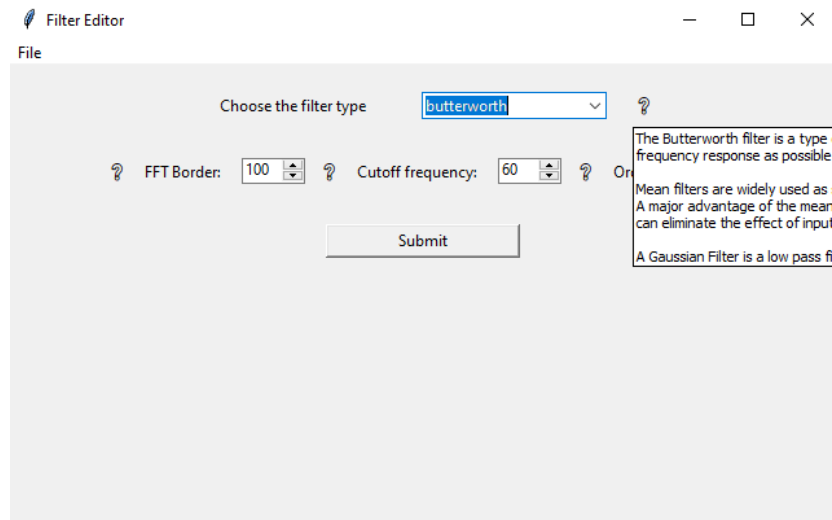 Filter Editor
File
Choose the filter type butterworth
FFT Border: 100 Cutoff frequency: 60
The Butterworth filter is a type
frequency response as possible
Mean filters are widely used as
A major advantage of the mean
can eliminate the effect of input
A Gaussian Filter is a low pass
Submit